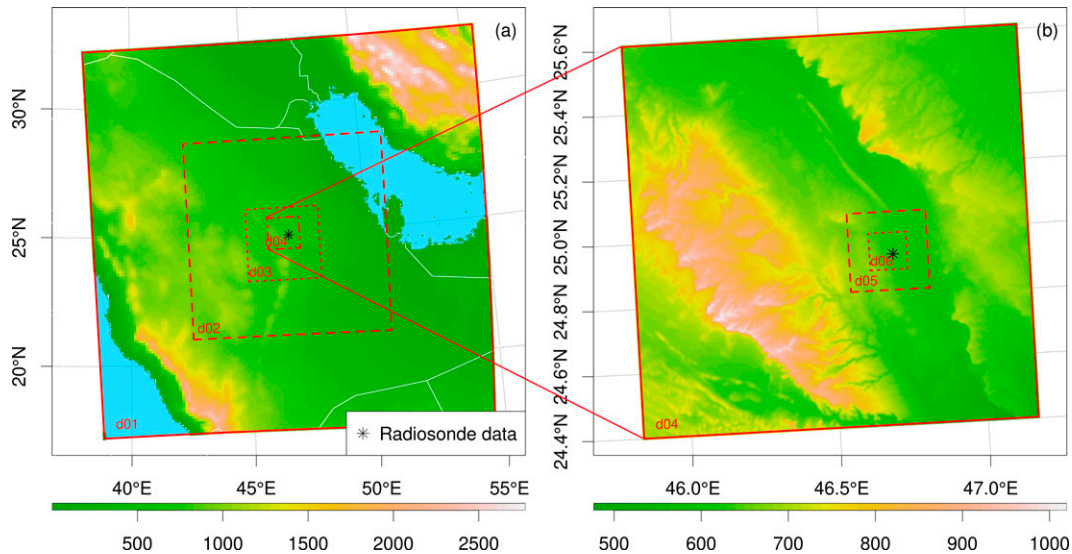 (a)
30°N
25°N
20°N
d04
d03
d02
d01
Radiosonde data
40°E
45°E
50°E
55°E
500
1000
1500
2000
2500
(b)
25.6°N
25.4°N
25.2°N
25.0°N
24.8°N
24.6°N
24.4°N
d06
d05
d04
46.0°E
46.5°E
47.0°E
500
600
700
800
900
1000